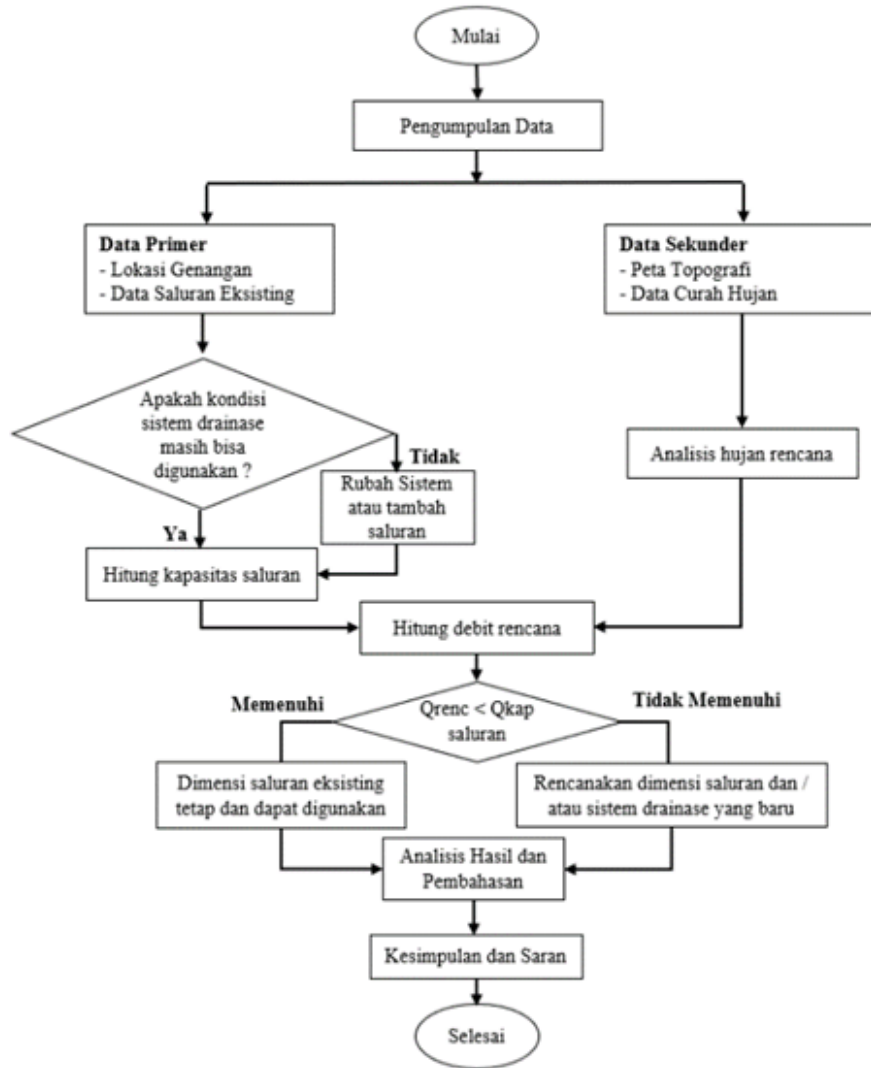 Mulai
Pengumpulan Data
Data Primer
- Lokasi Genangan
- Data Saluran Eksisting
Data Sekunder
- Peta Topografi
- Data Curah Hujan
Apakah kondisi
sistem drainase
masih bisa
digunakan ?
Tidak
Rubah Sistem
atau tambah
saluran
Analisis hujan rencana
Ya
Hitung kapasitas saluran
Hitung debit rencana
Memenuhi
Qrenc < Qkap
saluran
Tidak Memenuhi
Dimensi saluran eksisting
tetap dan dapat digunakan
Rencanakan dimensi saluran dan /
atau sistem drainase yang baru
Analisis Hasil dan
Pembahasan
Kesimpulan dan Saran
Selesai